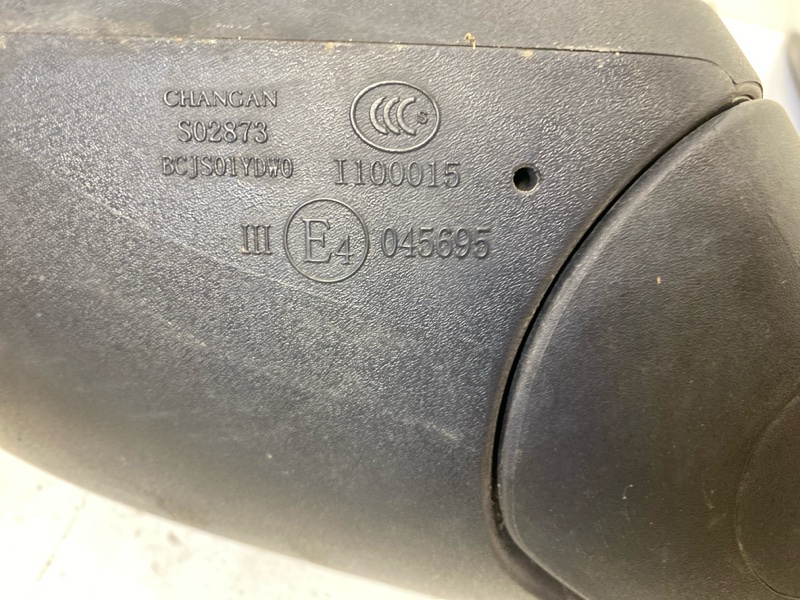 CHANGAN
S02873
BCJS01YDW0
CCC S
I100015
III E4 045695